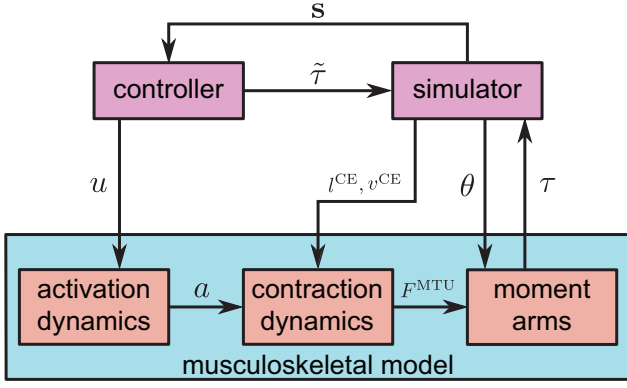 s
controller
τ̃
simulator
u
l^CE, v^CE
θ
τ
activation
dynamics
a
contraction
dynamics
F^MTU
moment
arms
musculoskeletal model